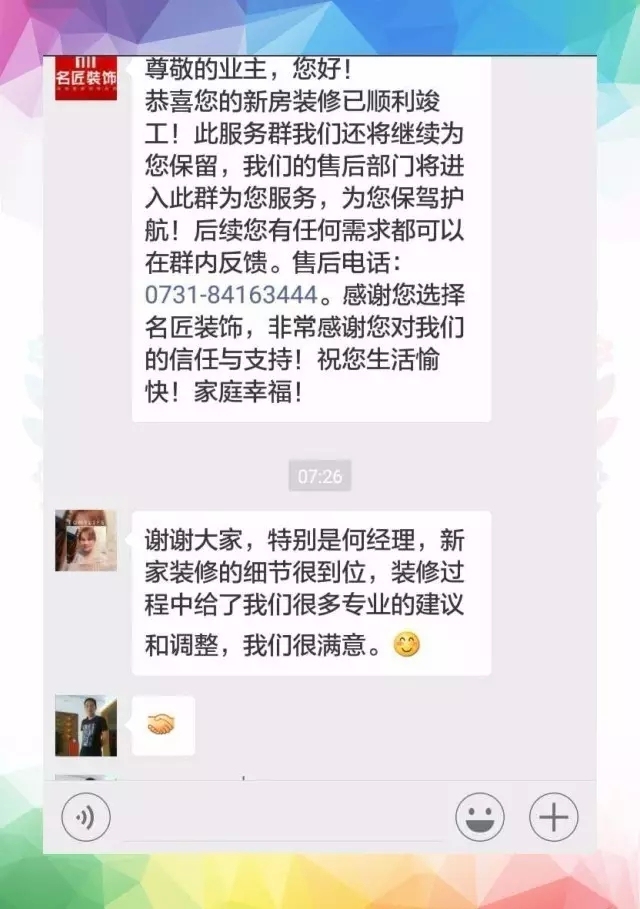 名匠装饰
尊敬的业主，您好！
恭喜您的新房装修已顺利竣
工！此服务群我们还将继续为
您保留，我们的售后部门将进
入此群为您服务，为您保驾护
航！后续您有任何需求都可以
在群内反馈。售后电话：
0731-84163444。感谢您选择
名匠装饰，非常感谢您对我们
的信任与支持！祝您生活愉
快！家庭幸福！
07:26
谢谢大家，特别是何经理，新
家装修的细节很到位，装修过
程中给了我们很多专业的建议
和调整，我们很满意。😊
🤝